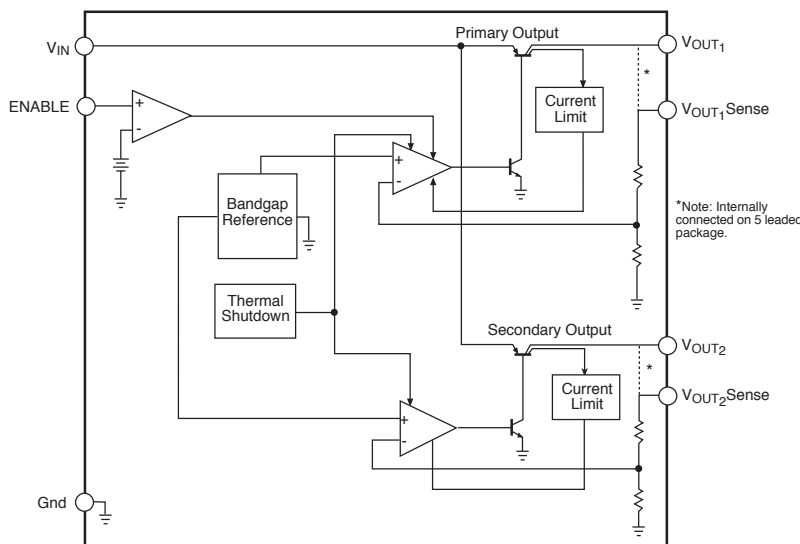 Primary Output
VIN
VOUT1
*
ENABLE
+
-
Current
Limit
VOUT1Sense
+
-
Bandgap
Reference
*Note: Internally
connected on 5 leaded
package.
Thermal
Shutdown
Secondary Output
VOUT2
*
Current
Limit
VOUT2Sense
+
-
Gnd